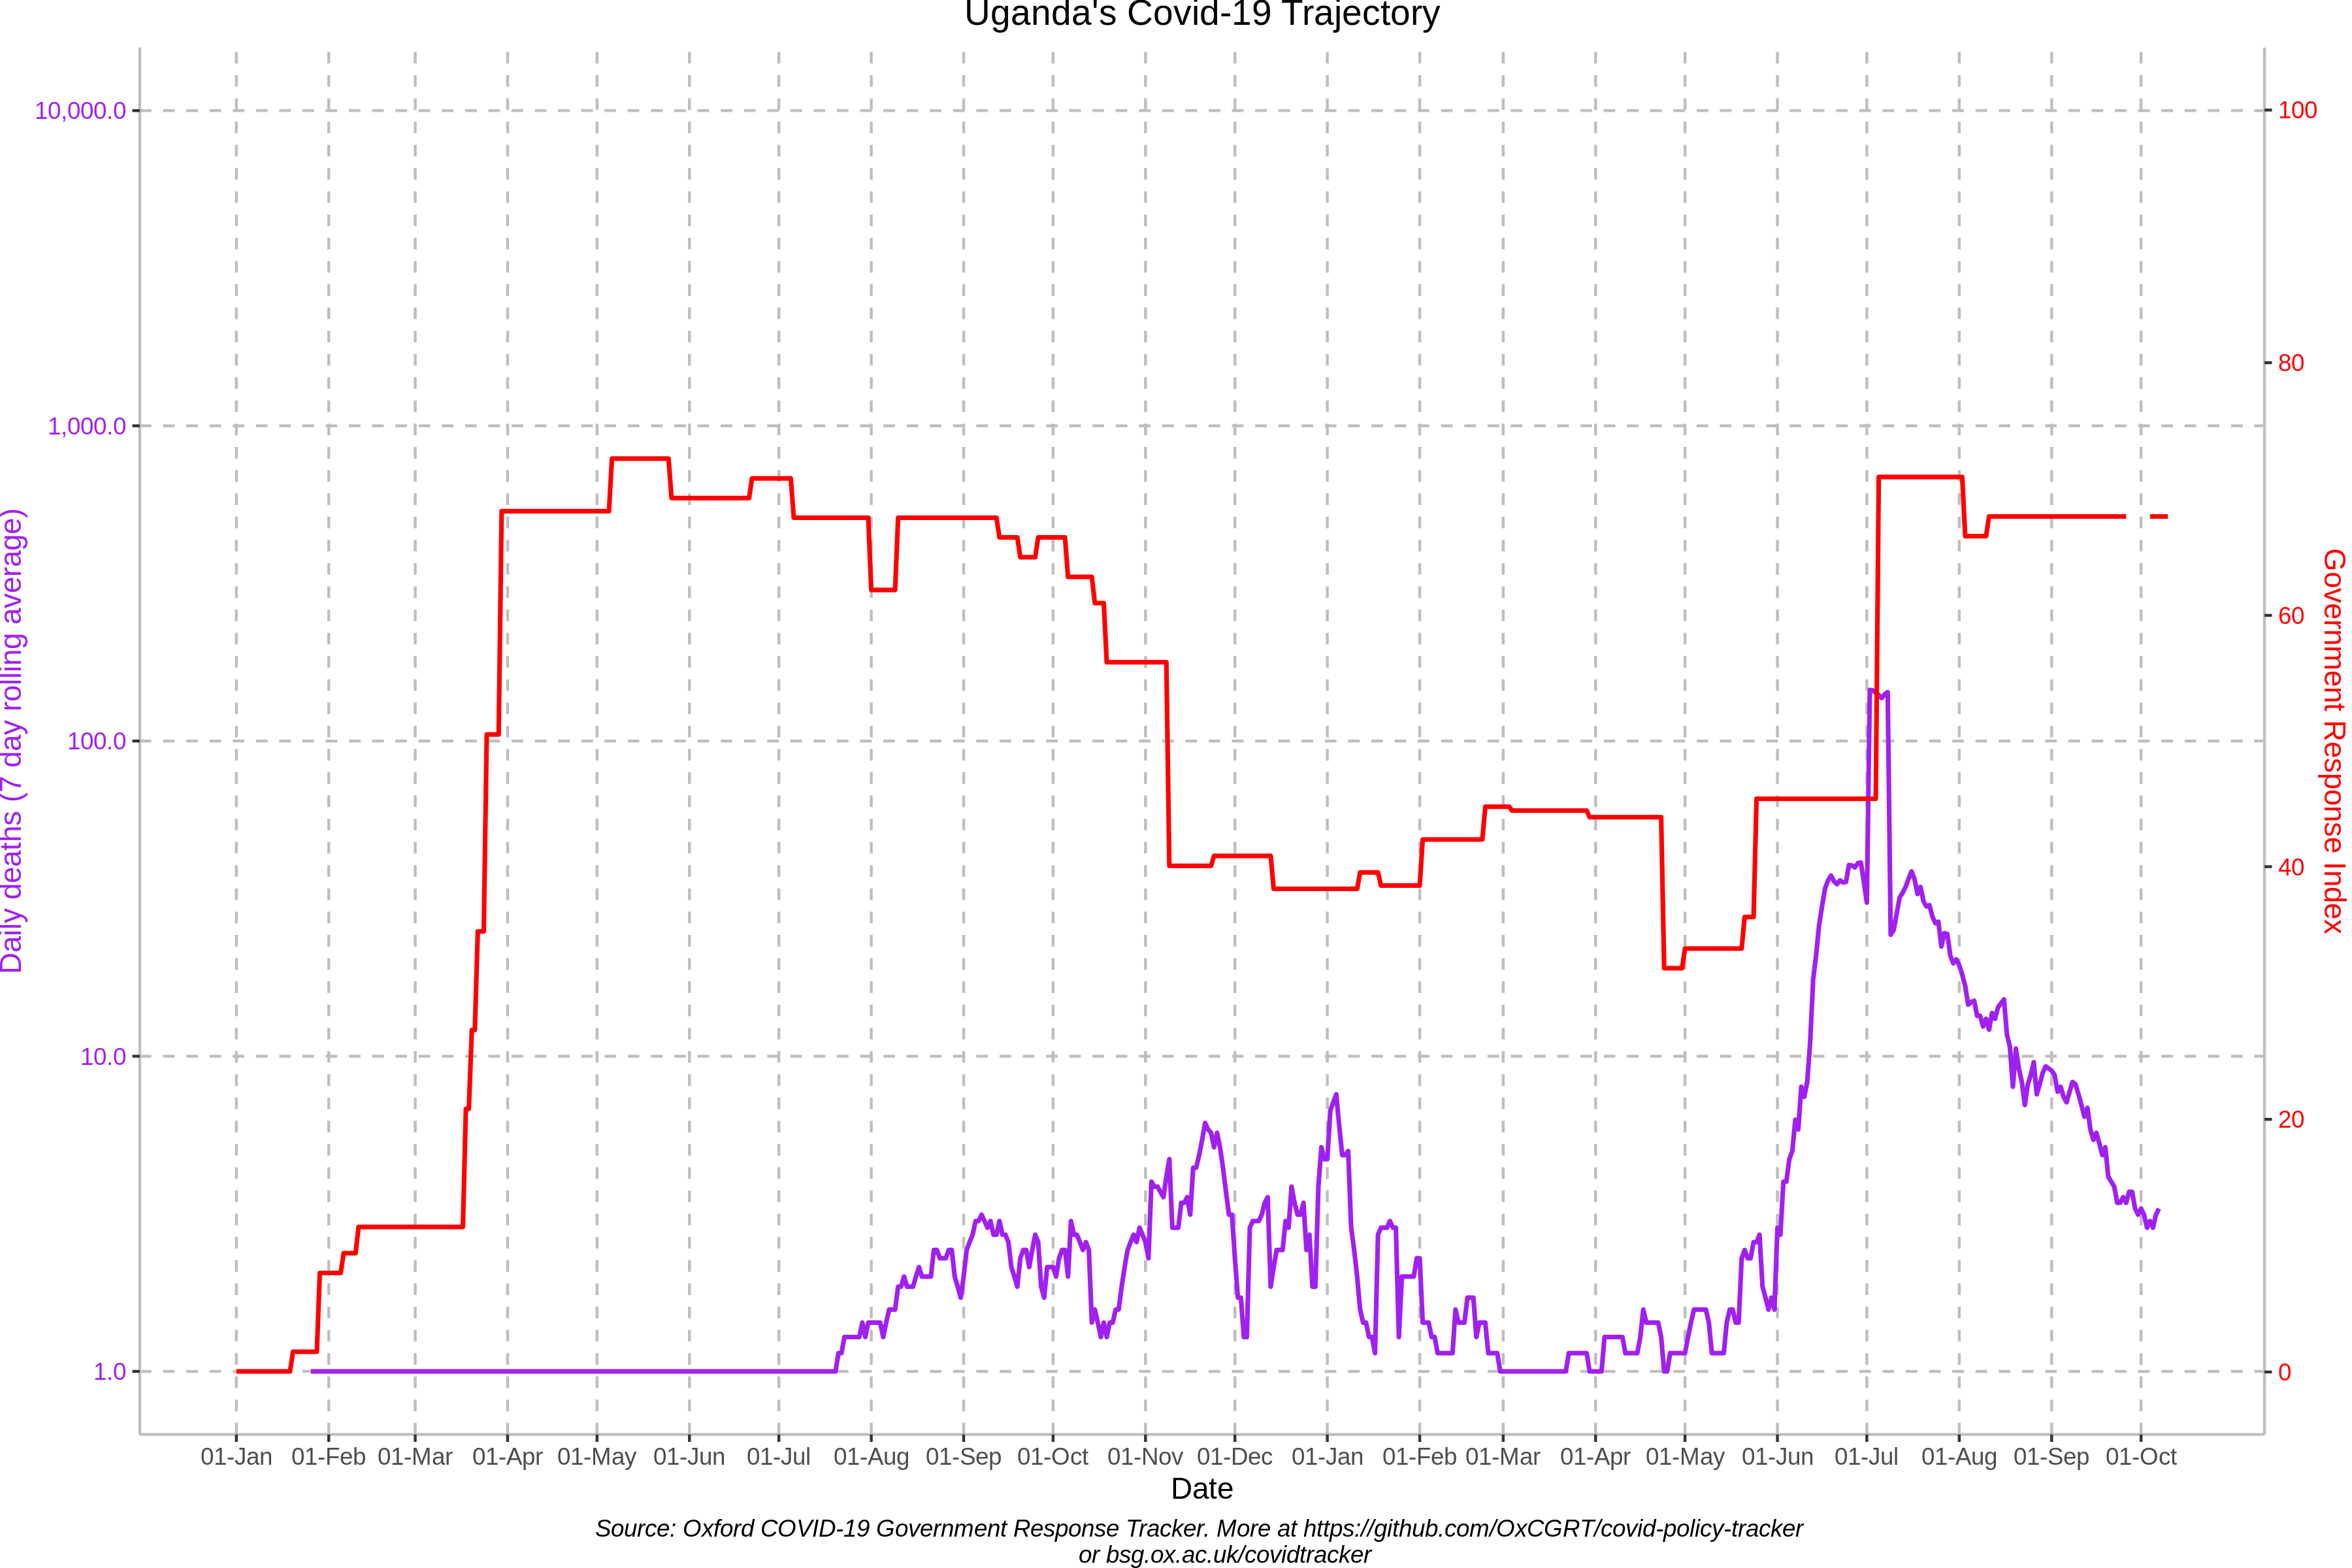 Uganda's Covid-19 Trajectory
10,000.0
1,000.0
100.0
10.0
1.0
Daily deaths (7 day rolling average)
100
80
60
40
20
0
Government Response Index
01-Jan 01-Feb 01-Mar 01-Apr 01-May 01-Jun 01-Jul 01-Aug 01-Sep 01-Oct 01-Nov 01-Dec 01-Jan 01-Feb 01-Mar 01-Apr 01-May 01-Jun 01-Jul 01-Aug 01-Sep 01-Oct
Date
Source: Oxford COVID-19 Government Response Tracker. More at https://github.com/OxCGRT/covid-policy-tracker
or bsg.ox.ac.uk/covidtracker